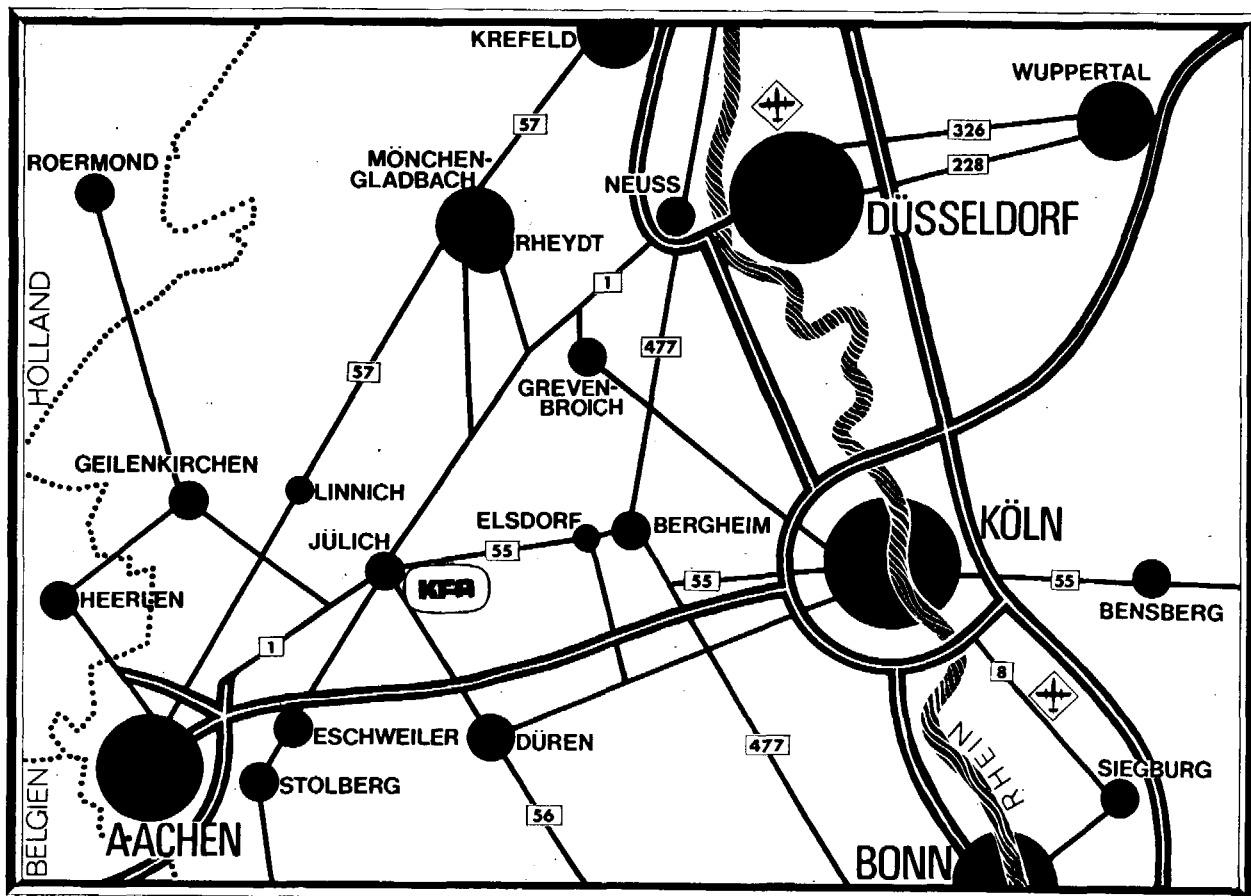 KREFELD
WUPPERTAL
57
326
ROERMOND
MÖNCHEN-
GLADBACH
228
NEUSS
DÜSSELDORF
RHEYDT
1
HOLLAND
477
57
GREVEN-
BROICH
GEILENKIRCHEN
LINNICH
ELSDORF
BERGHEIM
KÖLN
JÜLICH
55
KFA
55
55
HEERLEN
BENSBERG
1
8
ESCHWEILER
DÜREN
477
RHEIN
SIEGBURG
STOLBERG
BELGIEN
56
AACHEN
BONN